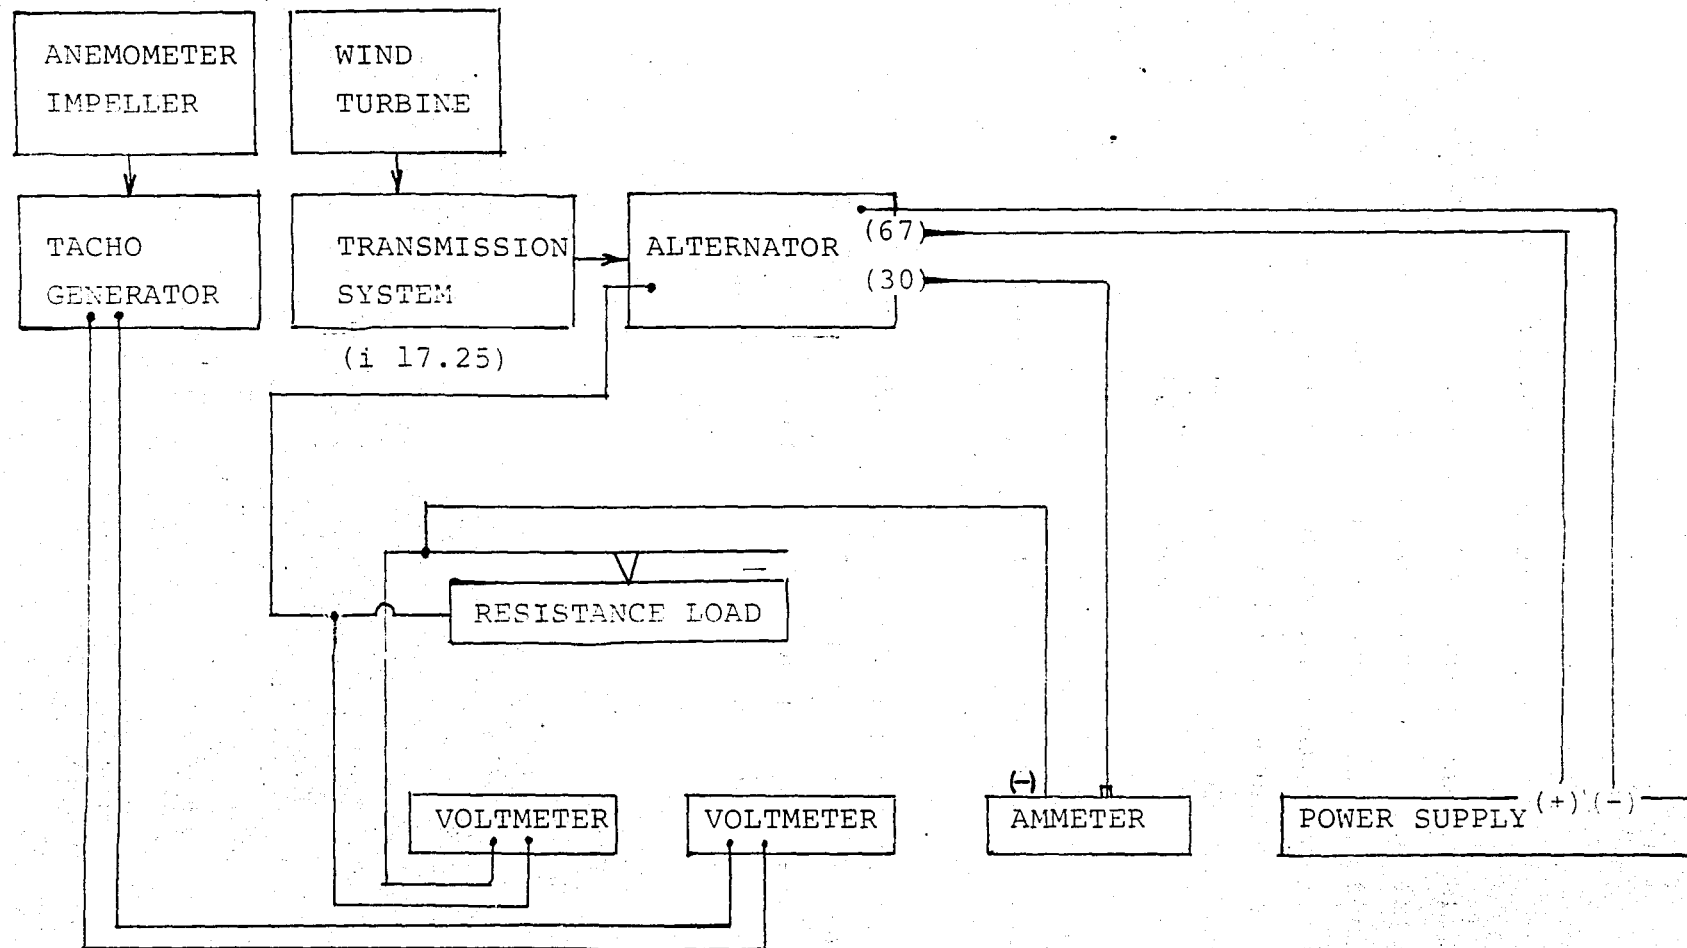 ANEMOMETER
IMPELLER
WIND
TURBINE
TACHO
GENERATOR
TRANSMISSION
SYSTEM
(i 17.25)
ALTERNATOR
(67)
(30)
RESISTANCE LOAD
VOLTMETER
VOLTMETER
(-)
AMMETER
POWER SUPPLY
(+) (-)